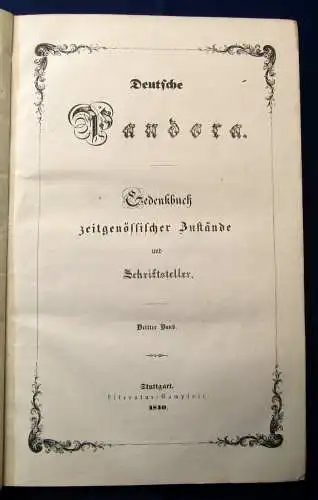 Deutsche
Pandora.
Gedenkbuch
zeitgenössischer Zustände
und
Schriftsteller.
Dritter Band.
Stuttgart.
Literatur-Comptoir.
1840.